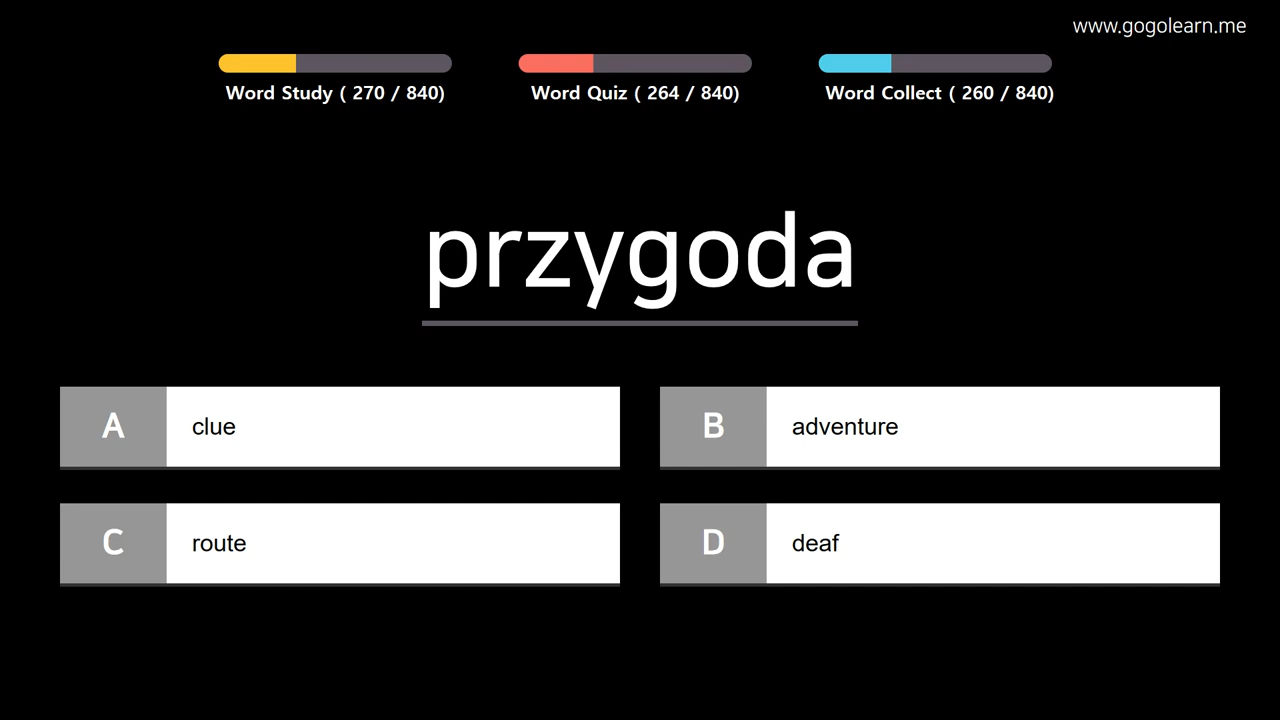 www.gogolearn.me
Word Study ( 270 / 840)
Word Quiz ( 264 / 840)
Word Collect ( 260 / 840)
przygoda
A clue
B adventure
C route
D deaf